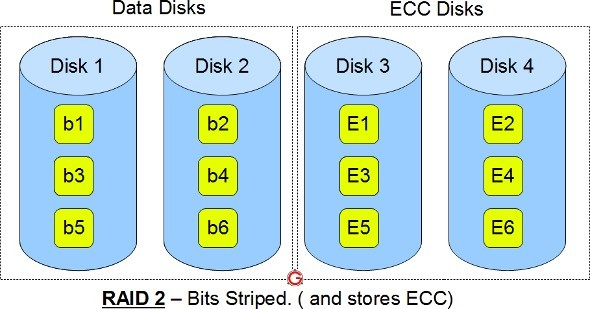 Data Disks ECC Disks
Disk 1 Disk 2 Disk 3 Disk 4
b1 b2 E1 E2
b3 b4 E3 E4
b5 b6 E5 E6
G
RAID 2 – Bits Striped. ( and stores ECC)